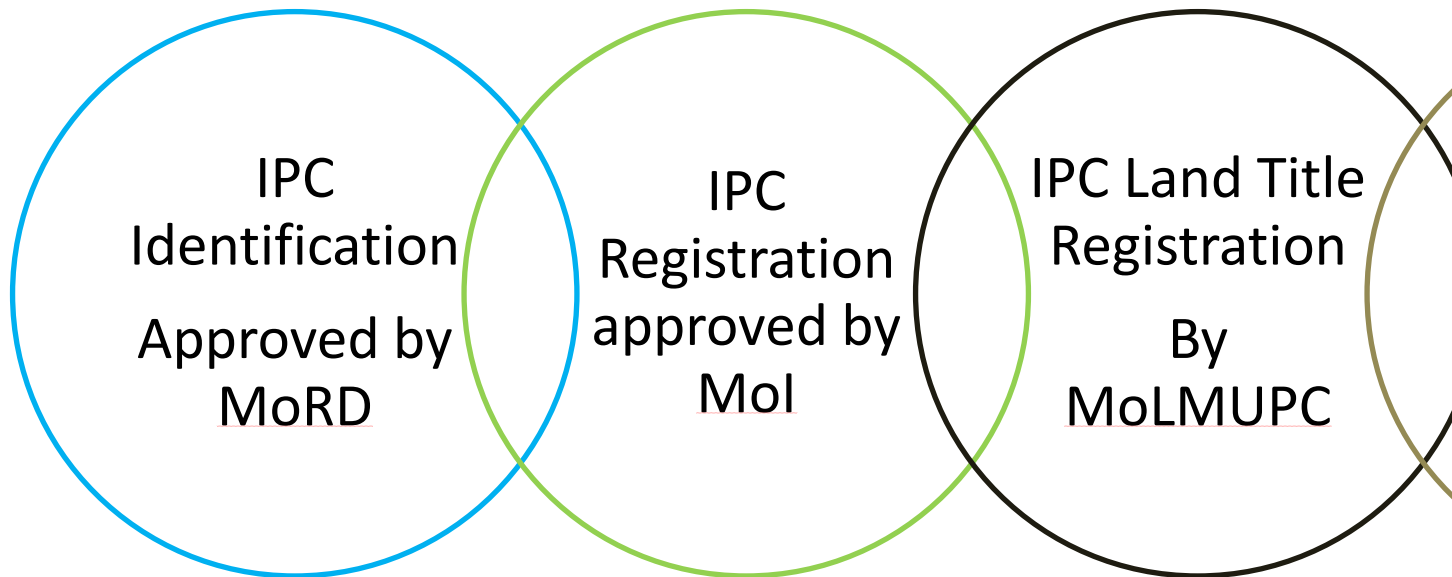 IPC
Identification
Approved by
MoRD
IPC
Registration
approved by
MoI
IPC Land Title
Registration
By
MoLMUPC